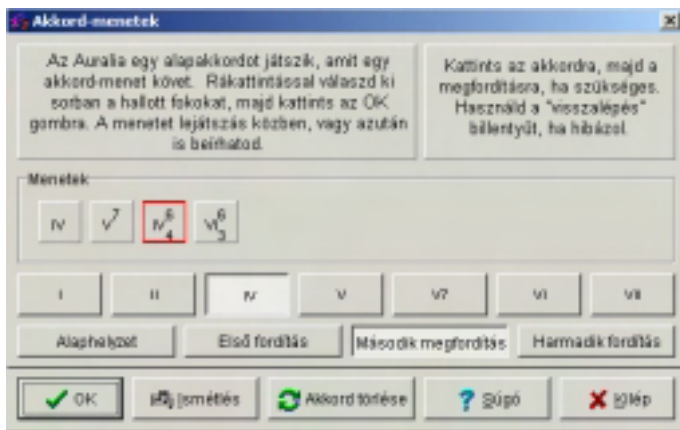 Akkord-menetek
Az Auralia egy alapakkordot játszik, amit egy
akkord-menet követ. Rákattintással válaszd ki
sorban a hallott fokokat, majd kattints az OK
gombra. A menetet lejátszás közben, vagy azután
is beírhatod.
Kattints az akkordra, majd a
megfordításra, ha szükséges.
Használd a "visszalépés"
billentyűt, ha hibázol.
Menetek
IV V7 IV6 4 VI6 3
I II IV V V7 VI VII
Alaphelyzet Első fordítás Második megfordítás Harmadik fordítás
OK Ismétlés Akkord törlése Súgó Kilép